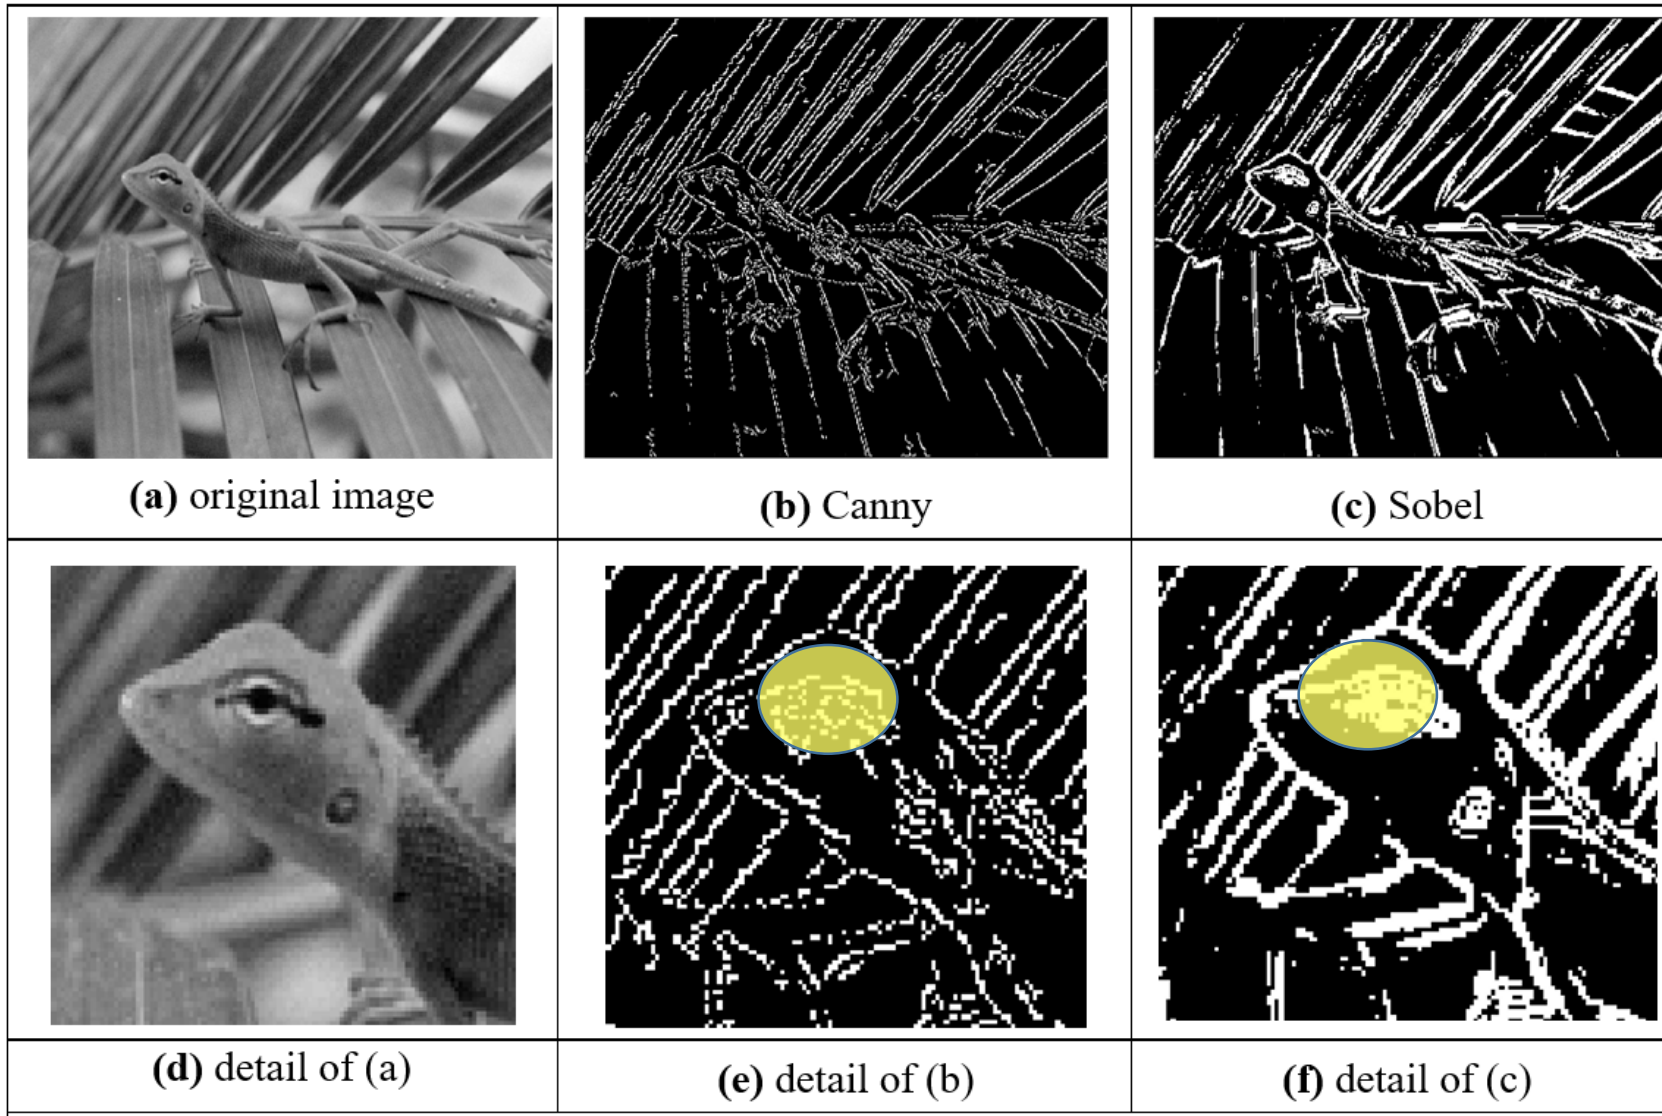 (a) original image
(b) Canny
(c) Sobel
(d) detail of (a)
(e) detail of (b)
(f) detail of (c)